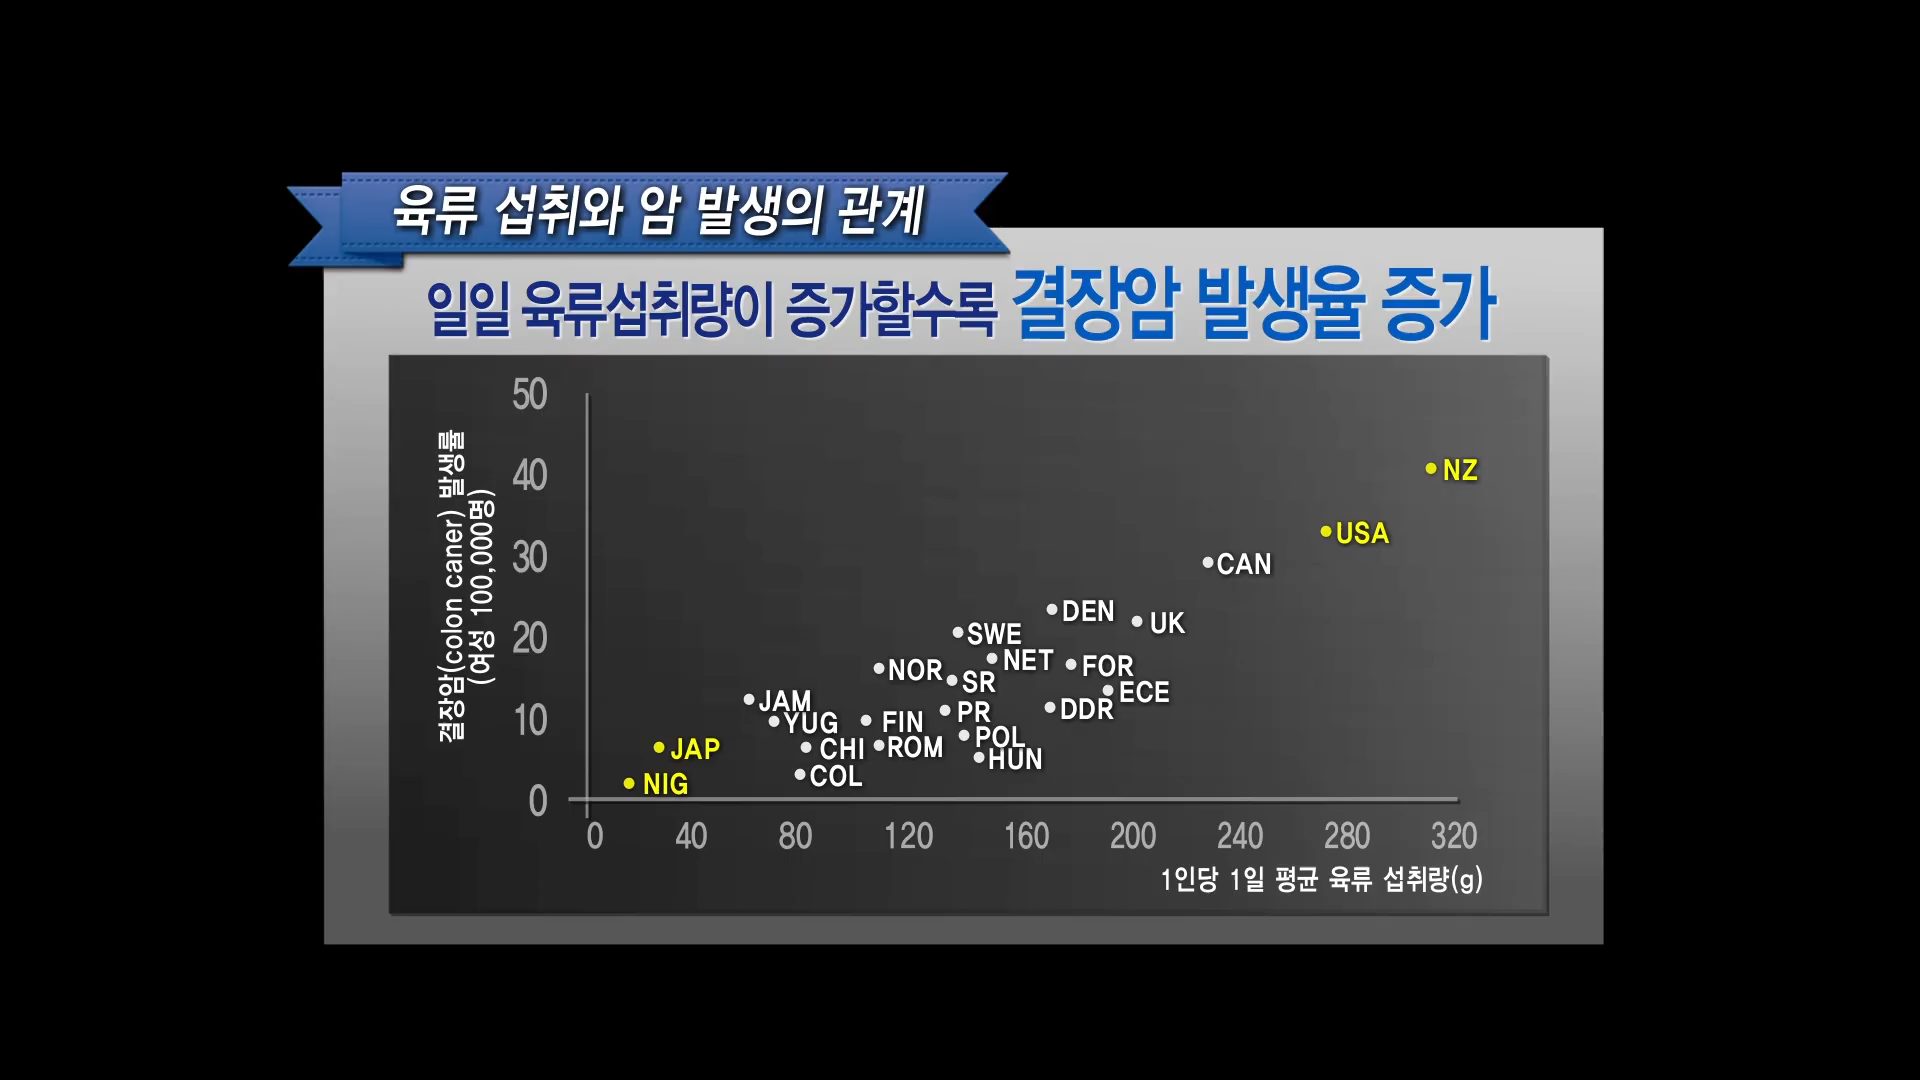 육류 섭취와 암 발생의 관계
일일 육류섭취량이 증가할수록 결장암 발생율 증가
결장암(colon caner) 발생률
(여성 100,000명)
50
40
30
20
10
0
NZ
USA
CAN
DEN
UK
SWE
NET
FOR
NOR
SR
ECE
JAM
DDR
PR
YUG
FIN
POL
JAP
CHI
ROM
HUN
COL
NIG
0 40 80 120 160 200 240 280 320
1인당 1일 평균 육류 섭취량(g)